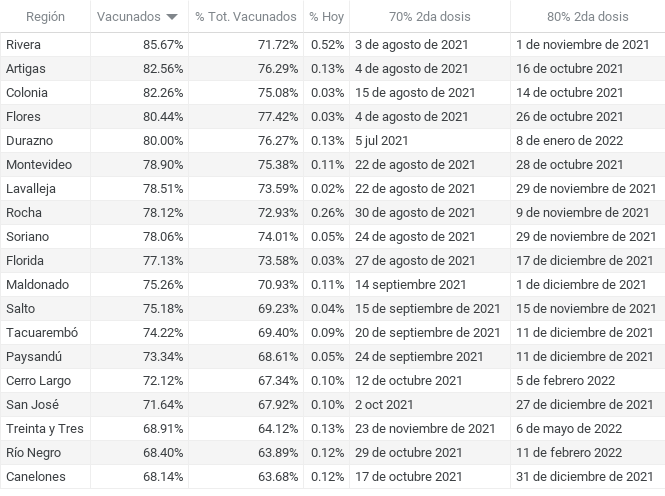 Región Vacunados % Tot. Vacunados % Hoy 70% 2da dosis 80% 2da dosis
Rivera 85.67% 71.72% 0.52% 3 de agosto de 2021 1 de noviembre de 2021
Artigas 82.56% 76.29% 0.13% 4 de agosto de 2021 16 de octubre 2021
Colonia 82.26% 75.08% 0.03% 15 de agosto de 2021 14 de octubre 2021
Flores 80.44% 77.42% 0.03% 4 de agosto de 2021 26 de octubre 2021
Durazno 80.00% 76.27% 0.13% 5 jul 2021 8 de enero de 2022
Montevideo 78.90% 75.38% 0.11% 22 de agosto de 2021 28 de octubre 2021
Lavalleja 78.51% 73.59% 0.02% 22 de agosto de 2021 29 de noviembre de 2021
Rocha 78.12% 72.93% 0.26% 30 de agosto de 2021 9 de noviembre de 2021
Soriano 78.06% 74.01% 0.05% 24 de agosto de 2021 29 de noviembre de 2021
Florida 77.13% 73.58% 0.03% 27 de agosto de 2021 17 de diciembre de 2021
Maldonado 75.26% 70.93% 0.11% 14 septiembre 2021 1 de diciembre de 2021
Salto 75.18% 69.23% 0.04% 15 de septiembre de 2021 15 de noviembre de 2021
Tacuarembó 74.22% 69.40% 0.09% 20 de septiembre de 2021 11 de diciembre de 2021
Paysandú 73.34% 68.61% 0.05% 24 de septiembre 2021 11 de diciembre de 2021
Cerro Largo 72.12% 67.34% 0.10% 12 de octubre 2021 5 de febrero 2022
San José 71.64% 67.92% 0.10% 2 oct 2021 27 de diciembre de 2021
Treinta y Tres 68.91% 64.12% 0.13% 23 de noviembre de 2021 6 de mayo de 2022
Río Negro 68.40% 63.89% 0.12% 29 de octubre 2021 11 de febrero 2022
Canelones 68.14% 63.68% 0.12% 17 de octubre 2021 31 de diciembre de 2021